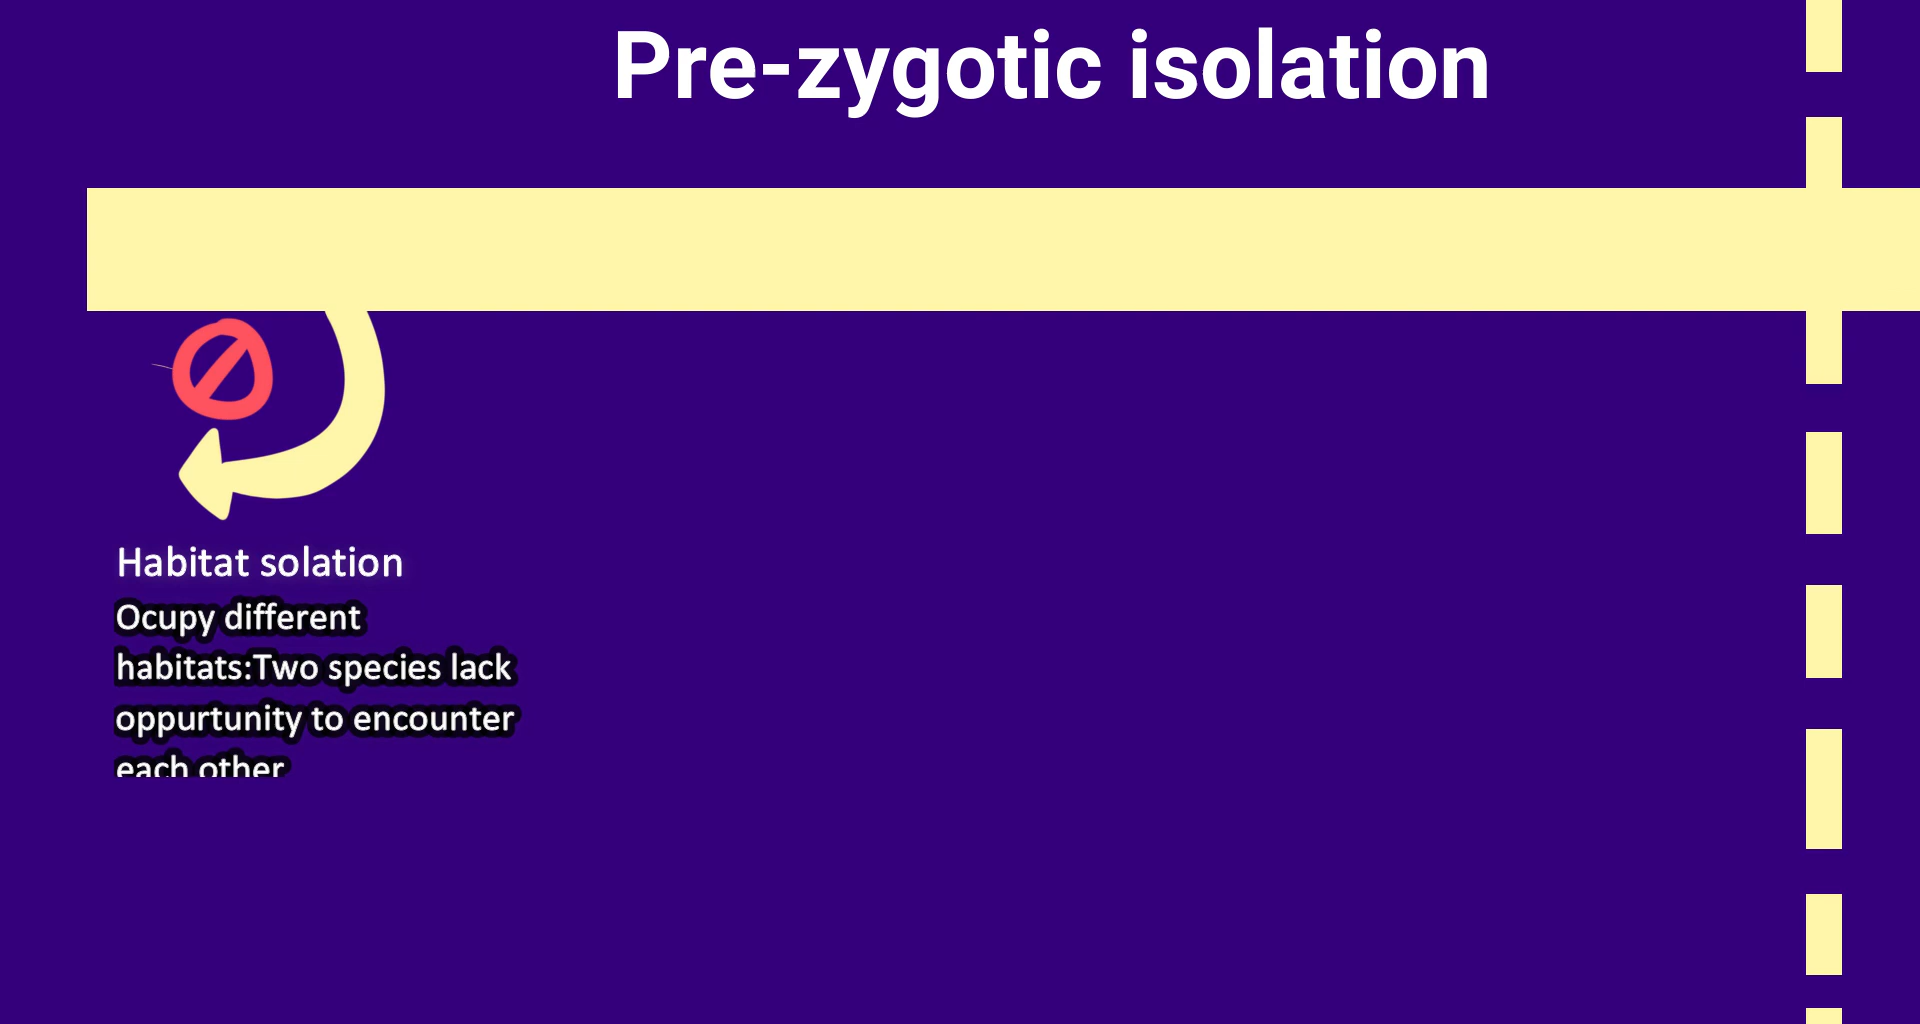 Pre-zygotic isolation
Habitat solation
Ocupy different
habitats:Two species lack
oppurtunity to encounter
each other